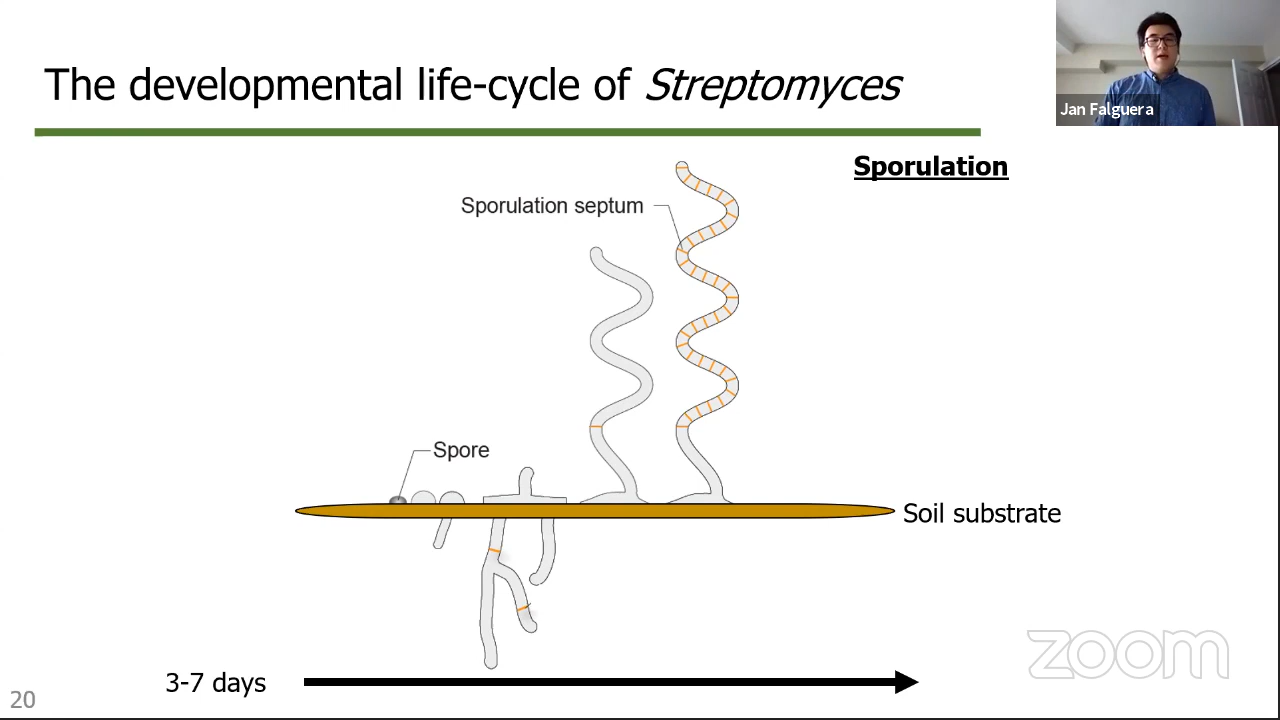 The developmental life-cycle of Streptomyces
Jan Falguera
Sporulation
Sporulation septum
Spore
Soil substrate
3-7 days
zoom
20